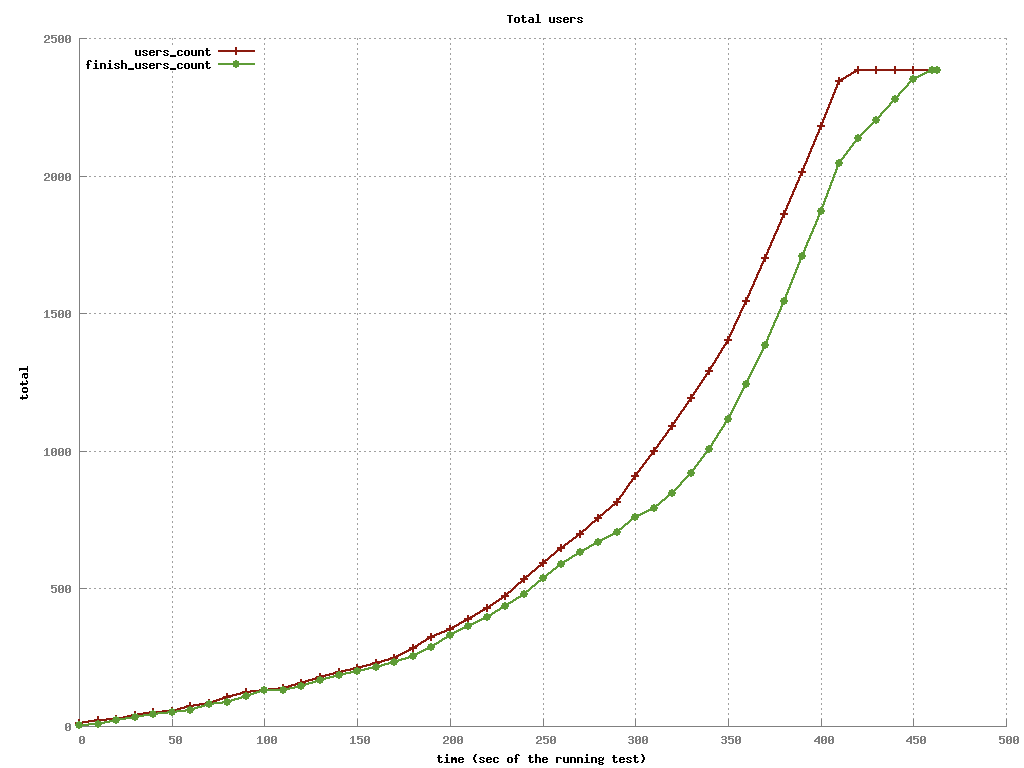 Total users
users_count
finish_users_count
2500
2000
1500
1000
500
0
total
0 50 100 150 200 250 300 350 400 450 500
time (sec of the running test)